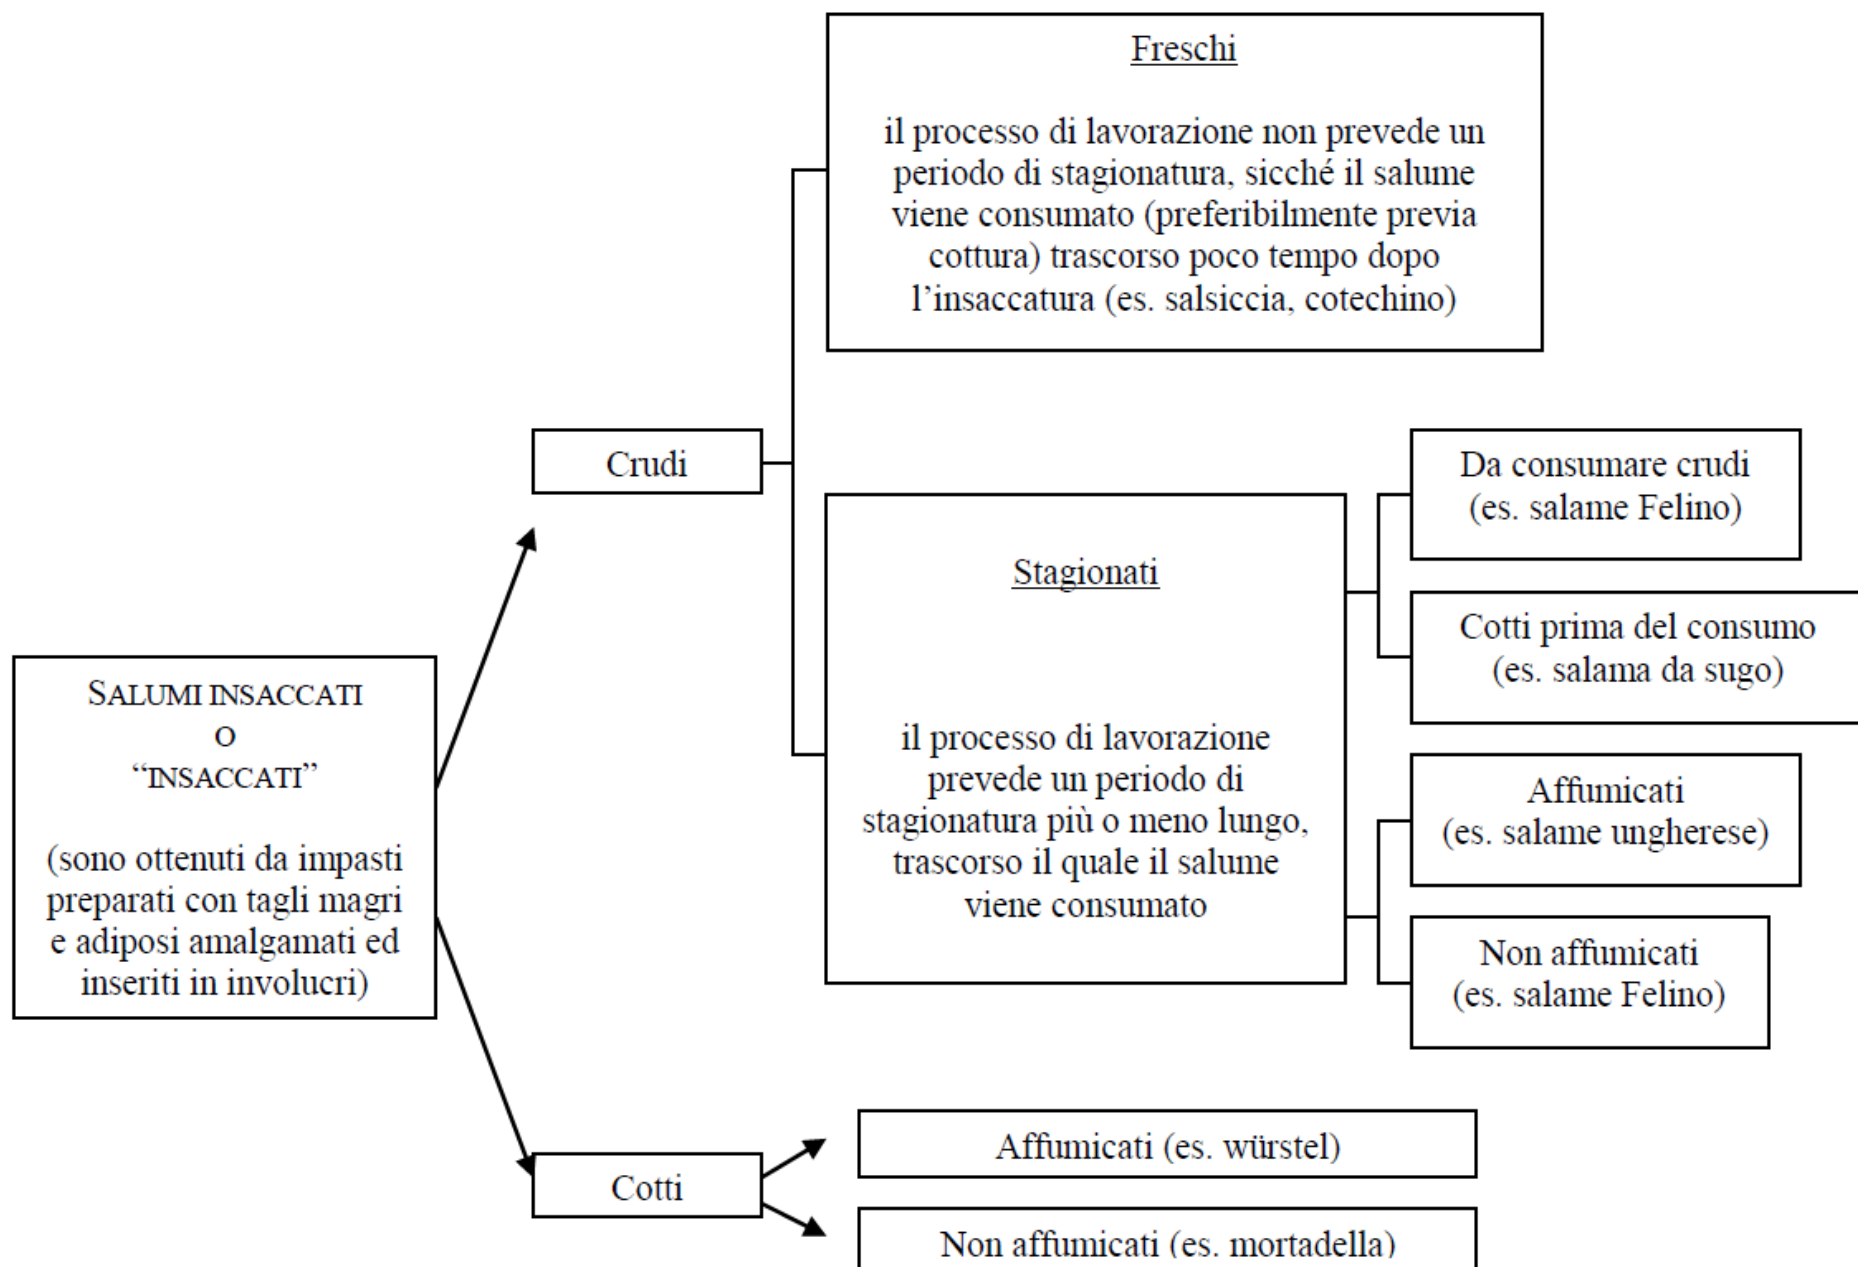 Freschi
il processo di lavorazione non prevede un
periodo di stagionatura, sicché il salume
viene consumato (preferibilmente previa
cottura) trascorso poco tempo dopo
l’insaccatura (es. salsiccia, cotechino)
Crudi
Da consumare crudi
(es. salame Felino)
Stagionati
il processo di lavorazione
prevede un periodo di
stagionatura più o meno lungo,
trascorso il quale il salume
viene consumato
Cotti prima del consumo
(es. salama da sugo)
SALUMI INSACCATI
O
“INSACCATI”
(sono ottenuti da impasti
preparati con tagli magri
e adiposi amalgamati ed
inseriti in involucri)
Affumicati
(es. salame ungherese)
Non affumicati
(es. salame Felino)
Cotti
Affumicati (es. würstel)
Non affumicati (es. mortadella)